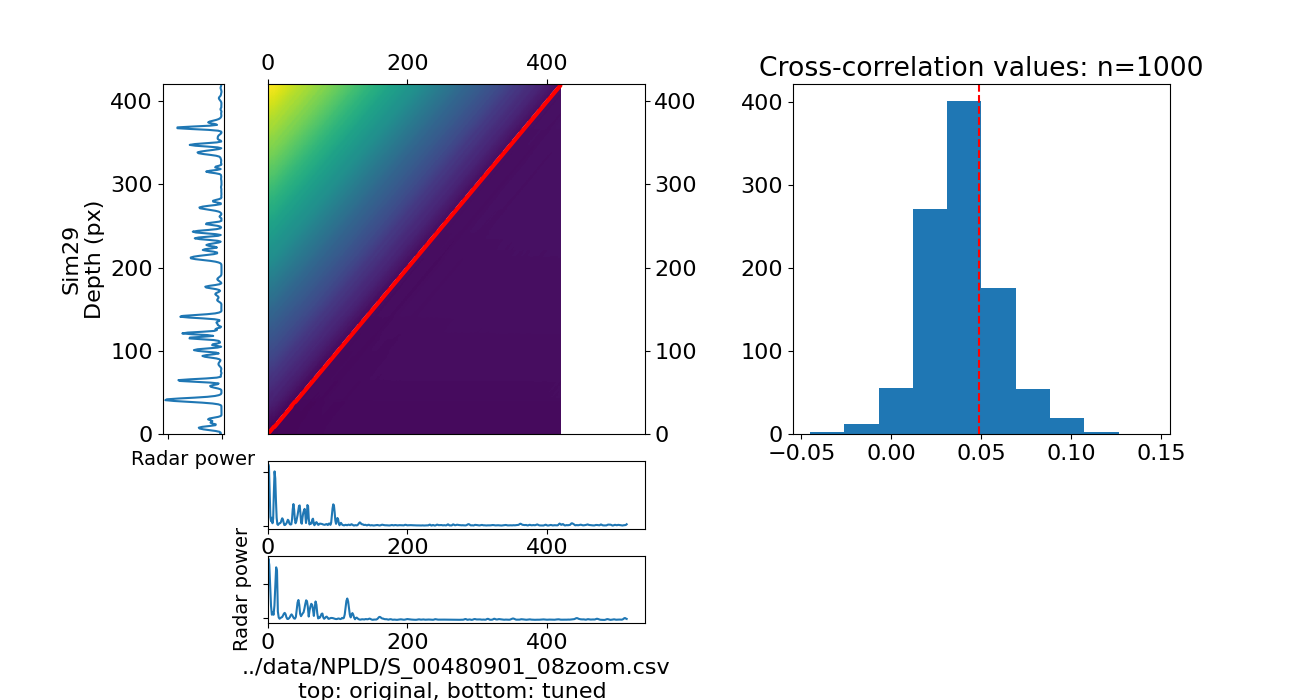 0 200 400
Cross-correlation values: n=1000
400
300
200
100
0
Sim29
Depth (px)
Radar power
400
300
200
100
0
400
300
200
100
0
−0.05 0.00 0.05 0.10 0.15
0 200 400
Radar power
0 200 400
../data/NPLD/S_00480901_08zoom.csv
top: original, bottom: tuned